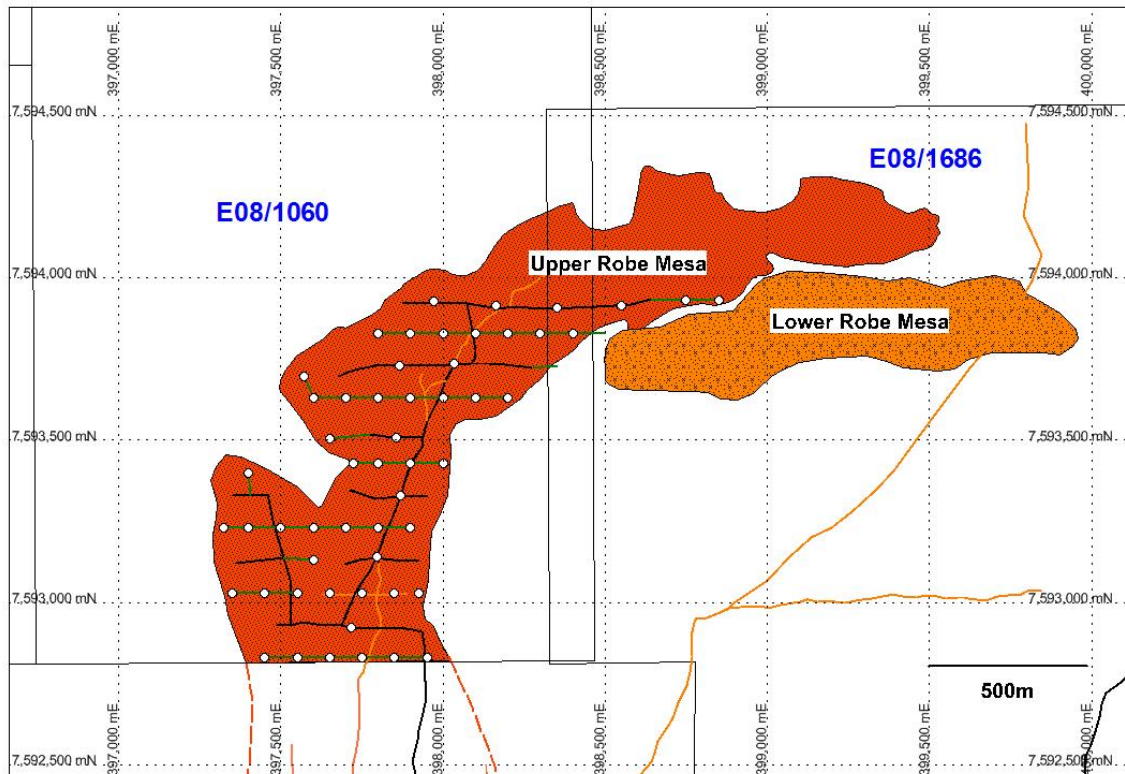 397,000 mE
397,500 mE
398,000 mE
398,500 mE
399,000 mE
399,500 mE
400,000 mE
7,594,500 mN
7,594,500 mN
E08/1686
E08/1060
Upper Robe Mesa
7,594,000 mN
7,594,000 mN
Lower Robe Mesa
7,593,500 mN
7,593,500 mN
7,593,000 mN
7,593,000 mN
500m
397,000 mE
397,500 mE
398,000 mE
398,500 mE
399,000 mE
399,500 mE
400,000 mE
7,592,500 mN
7,592,500 mN